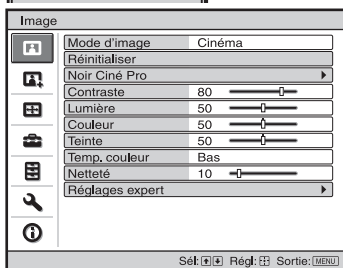 Image
Mode d'image Cinéma
Réinitialiser
Noir Ciné Pro
Contraste 80
Lumière 50
Couleur 50
Teinte 50
Temp. couleur Bas
Netteté 10
Réglages expert
Sél: Régl: Sortie: MENU